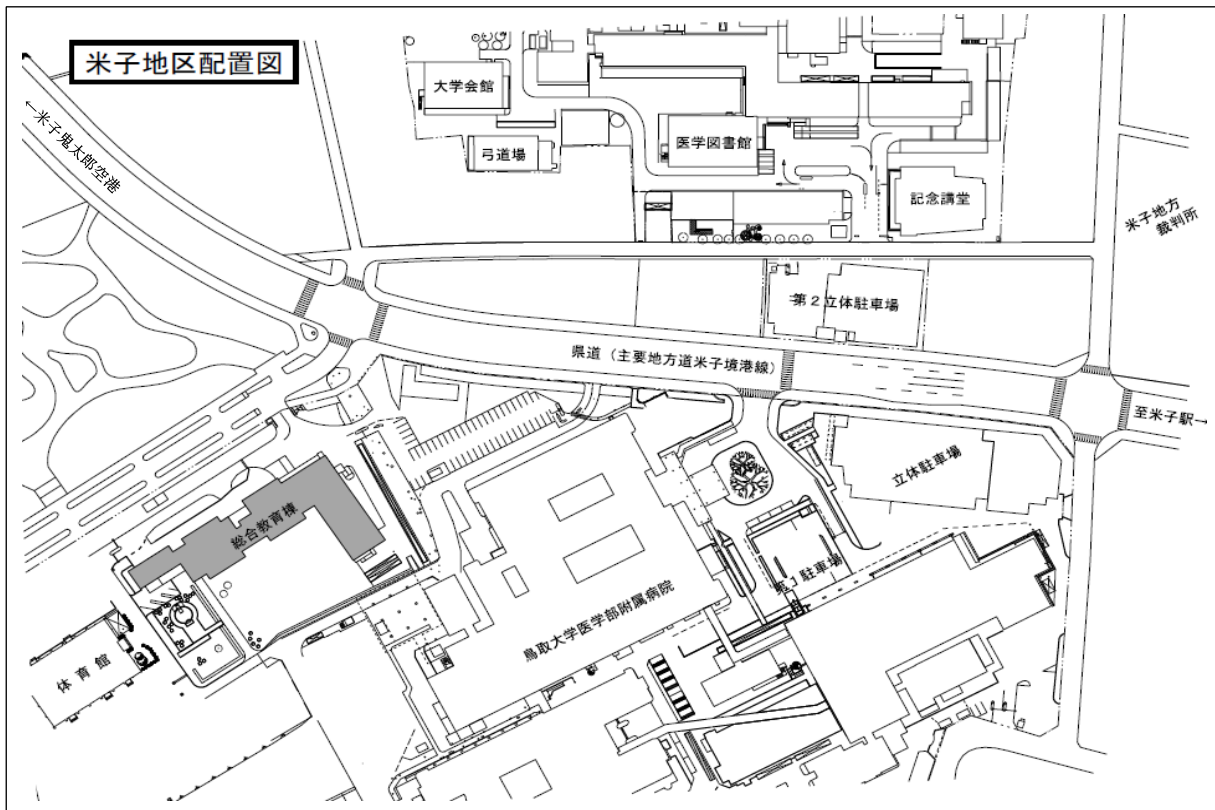 米子地区配置図
大学会館
←米子鬼太郎空港
医学図書館
弓道場
記念講堂
米子地方
裁判所
第2立体駐車場
県道(主要地方道米子境港線)
至米子駅→
立体駐車場
総合教育棟
第1駐車場
鳥取大学医学部附属病院
体育館